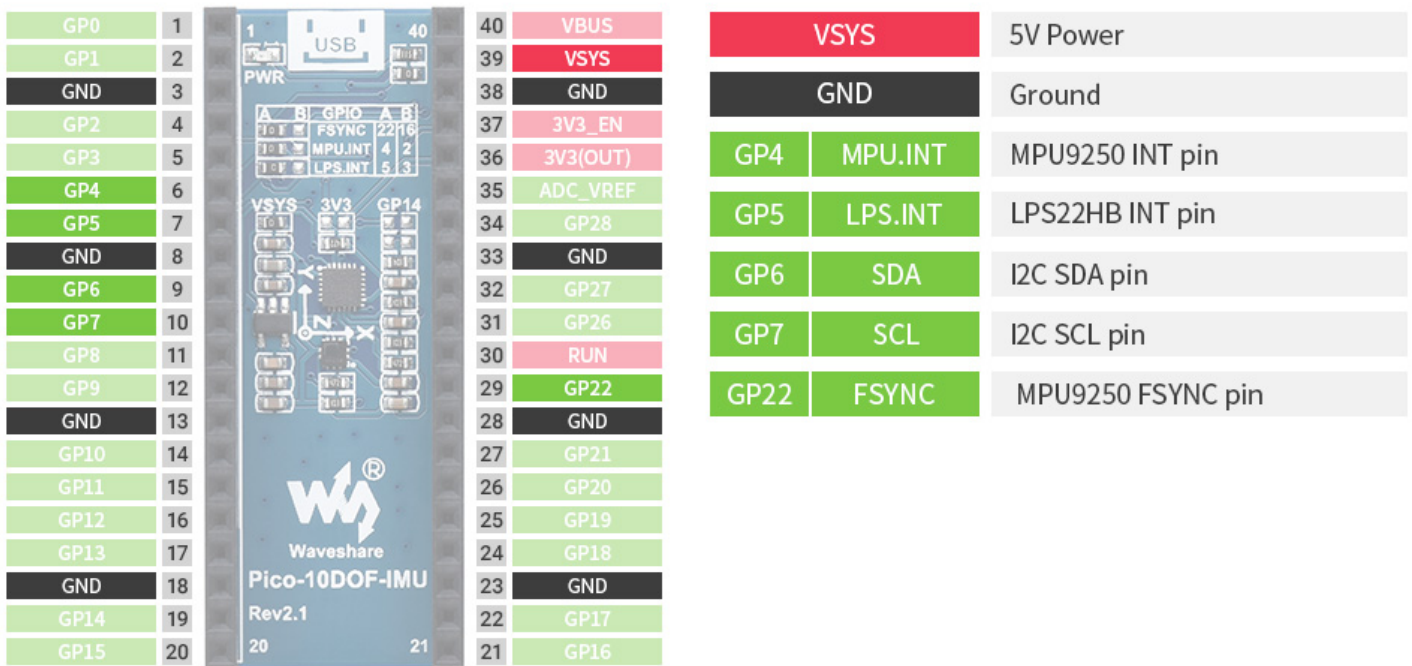 GP0 1 40 VBUS
GP1 2 39 VSYS
GND 3 38 GND
GP2 4 37 3V3_EN
GP3 5 36 3V3(OUT)
GP4 6 35 ADC_VREF
GP5 7 34 GP28
GND 8 33 GND
GP6 9 32 GP27
GP7 10 31 GP26
GP8 11 30 RUN
GP9 12 29 GP22
GND 13 28 GND
GP10 14 27 GP21
GP11 15 26 GP20
GP12 16 25 GP19
GP13 17 24 GP18
GND 18 23 GND
GP14 19 22 GP17
GP15 20 21 GP16
1 USB 40
PWR
A B GPIO A B
FSYNC 22 16
MPU.INT 4 2
LPS.INT 5 3
VSYS 3V3 GP14
Y
Z X
®
Waveshare
Pico-10DOF-IMU
Rev2.1
20 21
VSYS 5V Power
GND Ground
GP4 MPU.INT MPU9250 INT pin
GP5 LPS.INT LPS22HB INT pin
GP6 SDA I2C SDA pin
GP7 SCL I2C SCL pin
GP22 FSYNC MPU9250 FSYNC pin